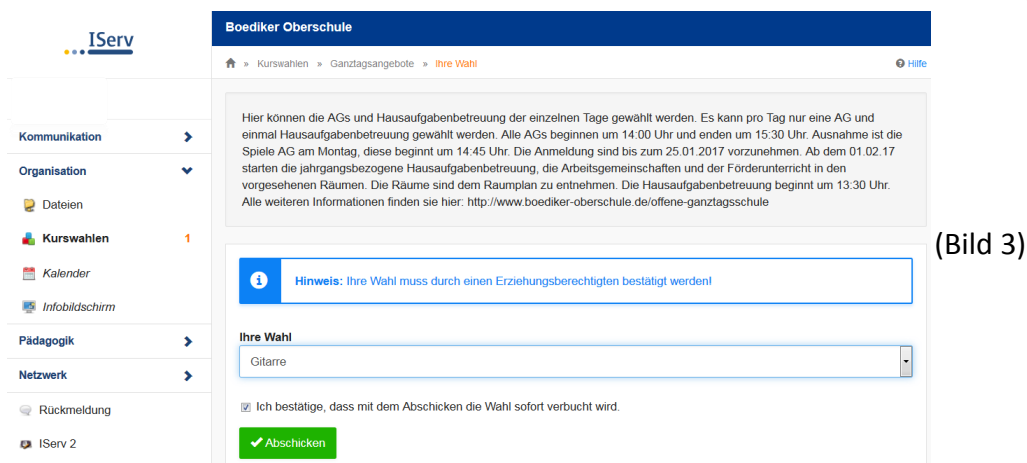 IServ
Kommunikation
Organisation
Dateien
Kurswahlen 1
Kalender
Infobildschirm
Pädagogik
Netzwerk
Rückmeldung
IServ 2
Boediker Oberschule
» Kurswahlen » Ganztagsangebote » Ihre Wahl
Hilfe
Hier können die AGs und Hausaufgabenbetreuung der einzelnen Tage gewählt werden. Es kann pro Tag nur eine AG und
einmal Hausaufgabenbetreuung gewählt werden. Alle AGs beginnen um 14:00 Uhr und enden um 15:30 Uhr. Ausnahme ist die
Spiele AG am Montag, diese beginnt um 14:45 Uhr. Die Anmeldung sind bis zum 25.01.2017 vorzunehmen. Ab dem 01.02.17
starten die jahrgangsbezogene Hausaufgabenbetreuung, die Arbeitsgemeinschaften und der Förderunterricht in den
vorgesehenen Räumen. Die Räume sind dem Raumplan zu entnehmen. Die Hausaufgabenbetreuung beginnt um 13:30 Uhr.
Alle weiteren Informationen finden sie hier: http://www.boediker-oberschule.de/offene-ganztagsschule
Hinweis: Ihre Wahl muss durch einen Erziehungsberechtigten bestätigt werden!
Ihre Wahl
Gitarre
Ich bestätige, dass mit dem Abschicken die Wahl sofort verbucht wird.
Abschicken
(Bild 3)